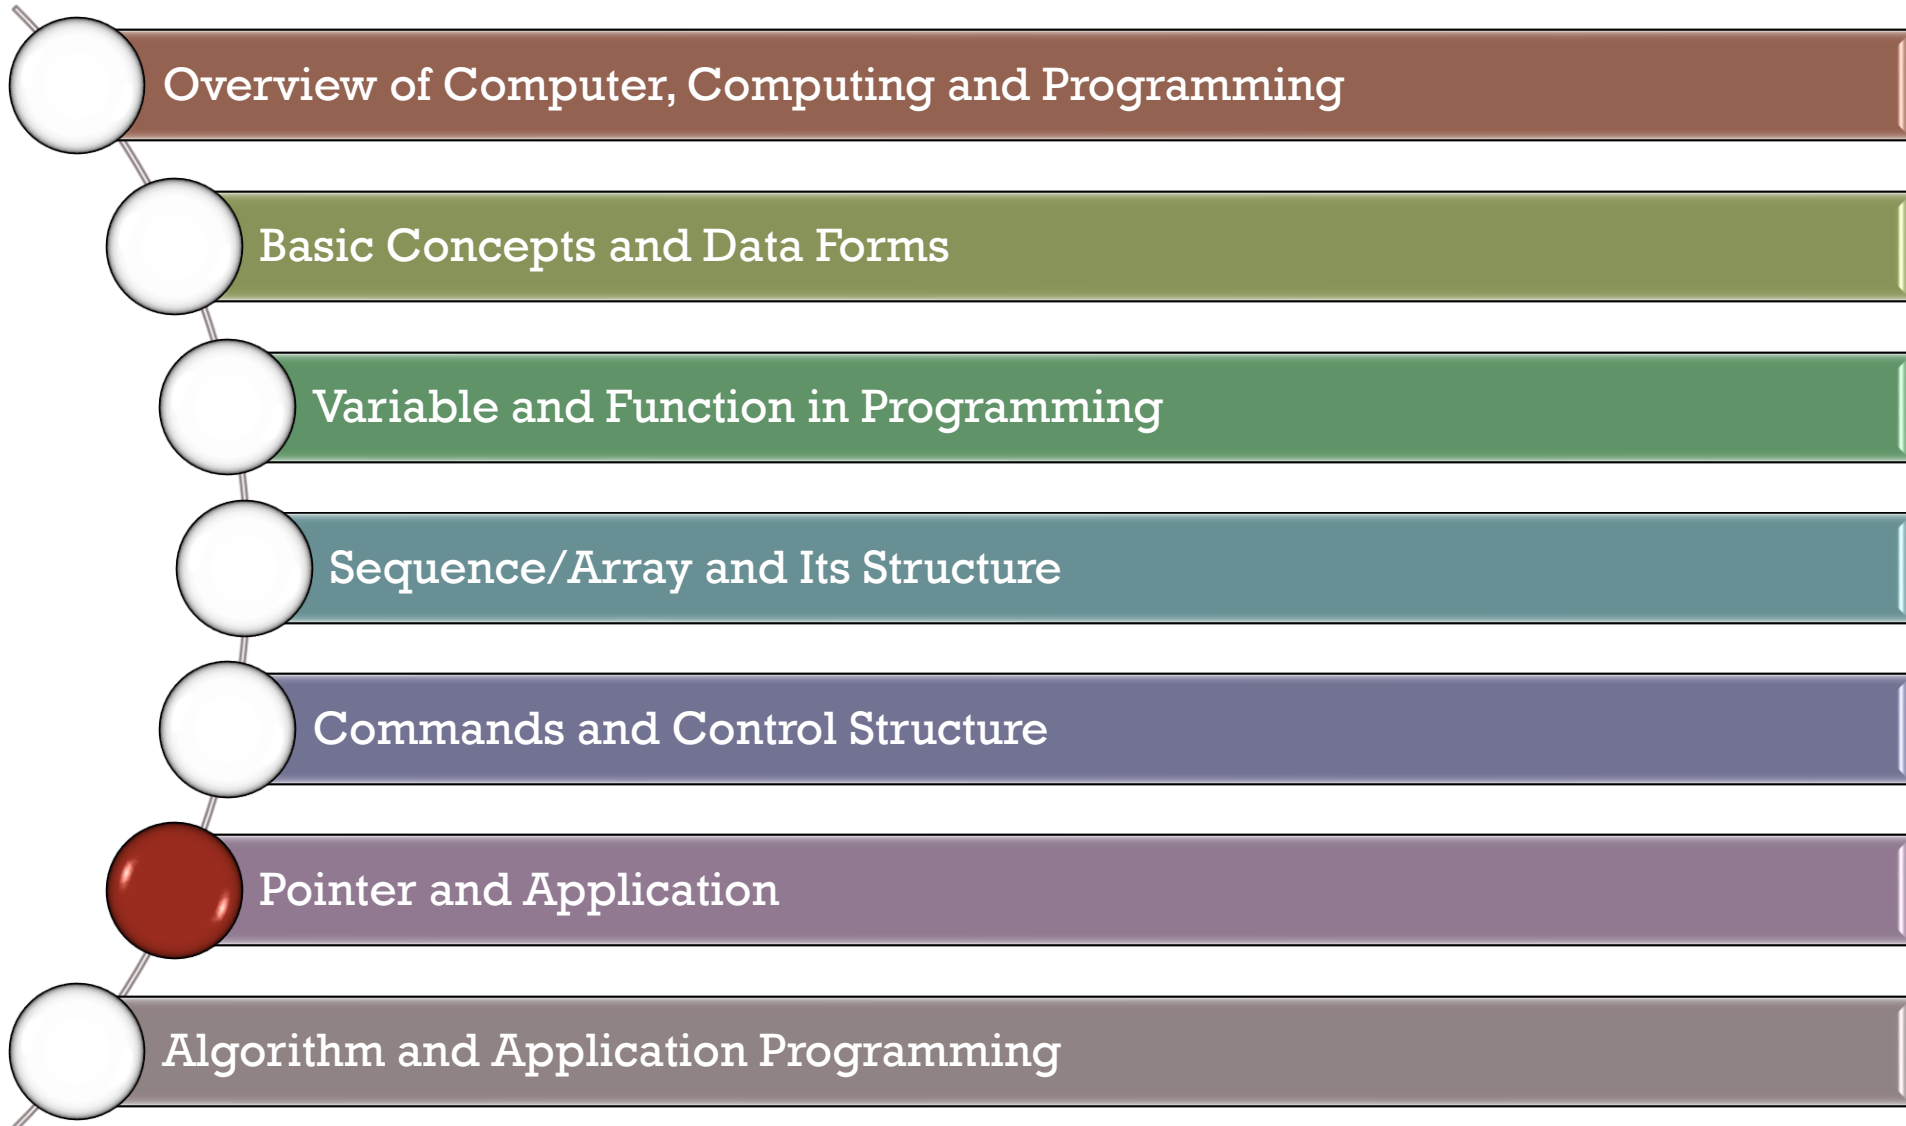 Overview of Computer, Computing and Programming
Basic Concepts and Data Forms
Variable and Function in Programming
Sequence/Array and Its Structure
Commands and Control Structure
Pointer and Application
Algorithm and Application Programming